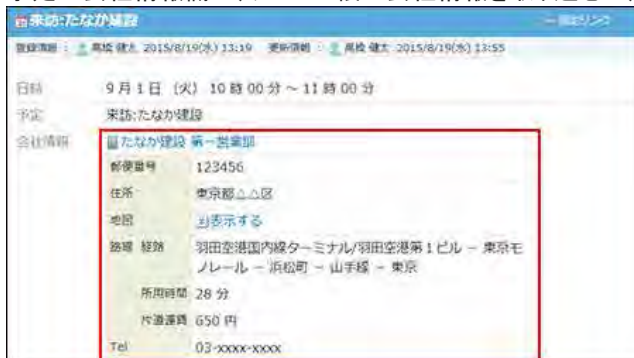 来訪:たなか建設
登録情報 : 高橋 健太 2015/8/19(水) 13:19 更新情報 : 高橋 健太 2015/8/19(水) 13:55
日時 9月1日(火) 10時00分~11時00分
予定 来訪:たなか建設
会社情報 たなか建設 第一営業部
郵便番号 123456
住所 東京都△△区
地図 表示する
路線 経路 羽田空港国内線ターミナル/羽田空港第1ビル - 東京モ
ノレール - 浜松町 - 山手線 - 東京
所用時間 28 分
片道運賃 650 円
Tel 03-xxxx-xxxx